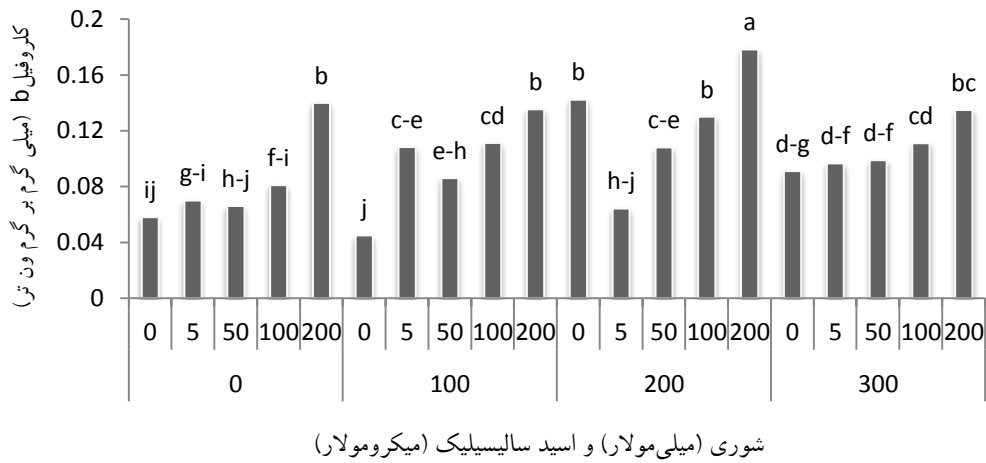 کلروفیل b (میلی گرم بر گرم ون تر)
0.2
0.16
0.12
0.08
0.04
0
ij g-i h-j f-i b j c-e e-h cd b b h-j c-e b a d-g d-f d-f cd bc
0 5 50 100 200 0 5 50 100 200 0 5 50 100 200 0 5 50 100 200
0 100 200 300
شوری (میلی‌مولار) و اسید سالیسیلیک (میکرومولار)